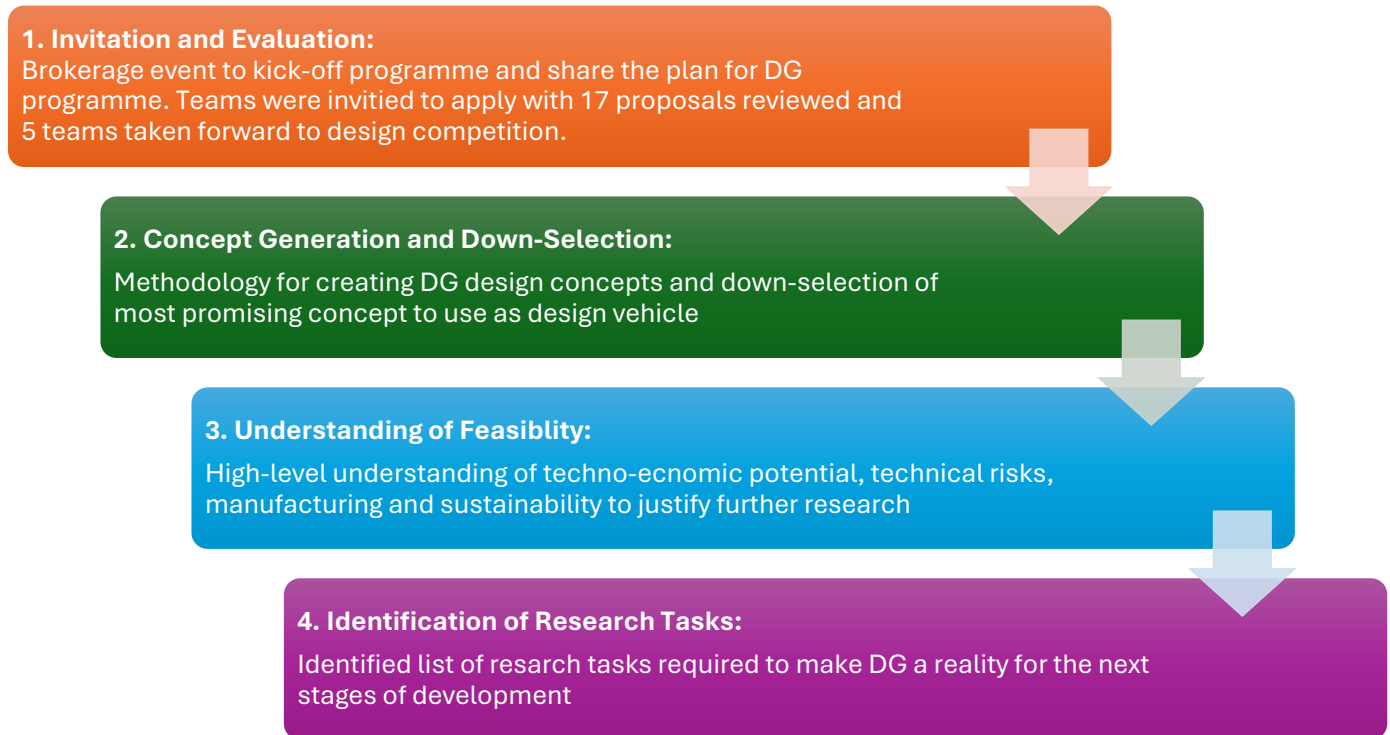 1. Invitation and Evaluation:
Brokerage event to kick-off programme and share the plan for DG
programme. Teams were invitied to apply with 17 proposals reviewed and
5 teams taken forward to design competition.
2. Concept Generation and Down-Selection:
Methodology for creating DG design concepts and down-selection of
most promising concept to use as design vehicle
3. Understanding of Feasiblity:
High-level understanding of techno-ecnomic potential, technical risks,
manufacturing and sustainability to justify further research
4. Identification of Research Tasks:
Identified list of resarch tasks required to make DG a reality for the next
stages of development